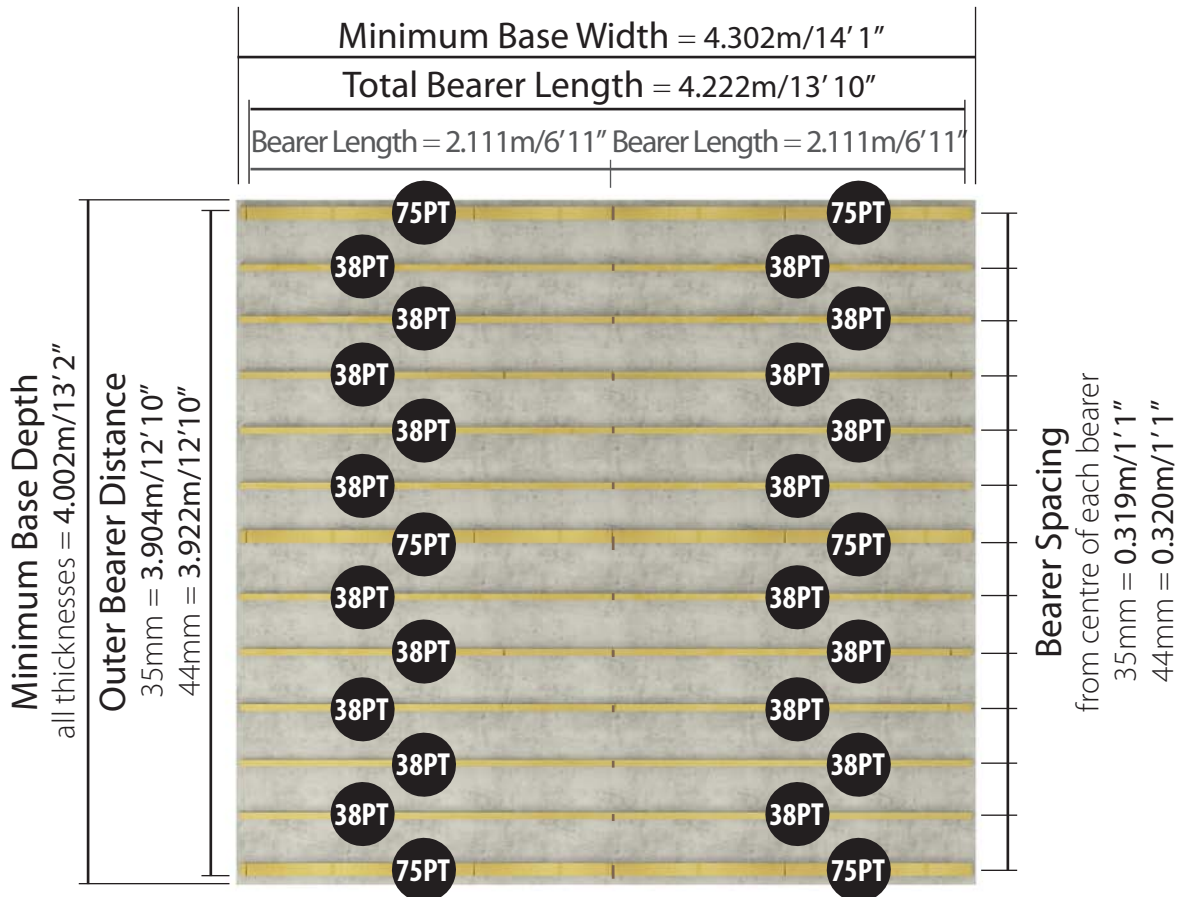 Minimum Base Width = 4.302m/14' 1"
Total Bearer Length = 4.222m/13' 10"
Bearer Length = 2.111m/6'11" Bearer Length = 2.111m/6'11"
Minimum Base Depth
all thicknesses = 4.002m/13' 2"
Outer Bearer Distance
35mm = 3.904m/12' 10"
44mm = 3.922m/12'10"
75PT 75PT
38PT 38PT
38PT 38PT
38PT 38PT
38PT 38PT
38PT 38PT
75PT 75PT
38PT 38PT
38PT 38PT
38PT 38PT
38PT 38PT
38PT 38PT
75PT 75PT
Bearer Spacing
from centre of each bearer
35mm = 0.319m/1' 1"
44mm = 0.320m/1' 1"